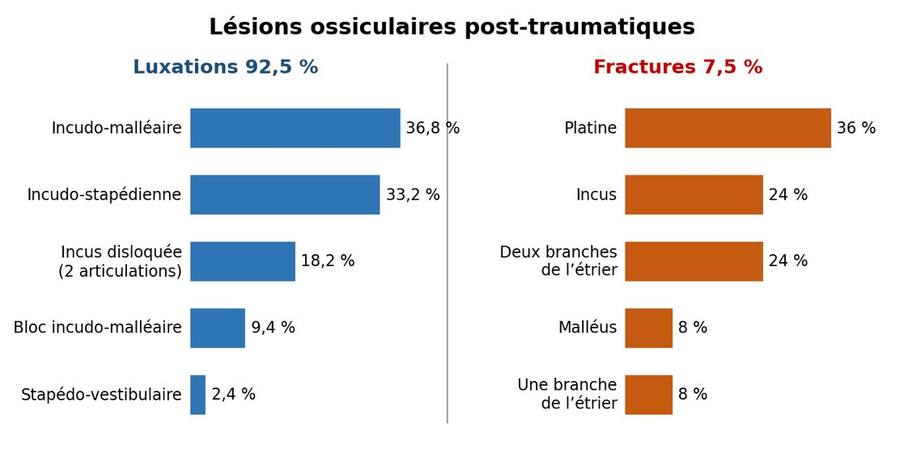 Lésions ossiculaires post-traumatiques
Luxations 92,5 %
Incudo-malléaire 36,8 %
Incudo-stapédienne 33,2 %
Incus disloquée
(2 articulations) 18,2 %
Bloc incudo-malléaire 9,4 %
Stapédo-vestibulaire 2,4 %
Fractures 7,5 %
Platine 36 %
Incus 24 %
Deux branches
de l’étrier 24 %
Malléus 8 %
Une branche
de l’étrier 8 %